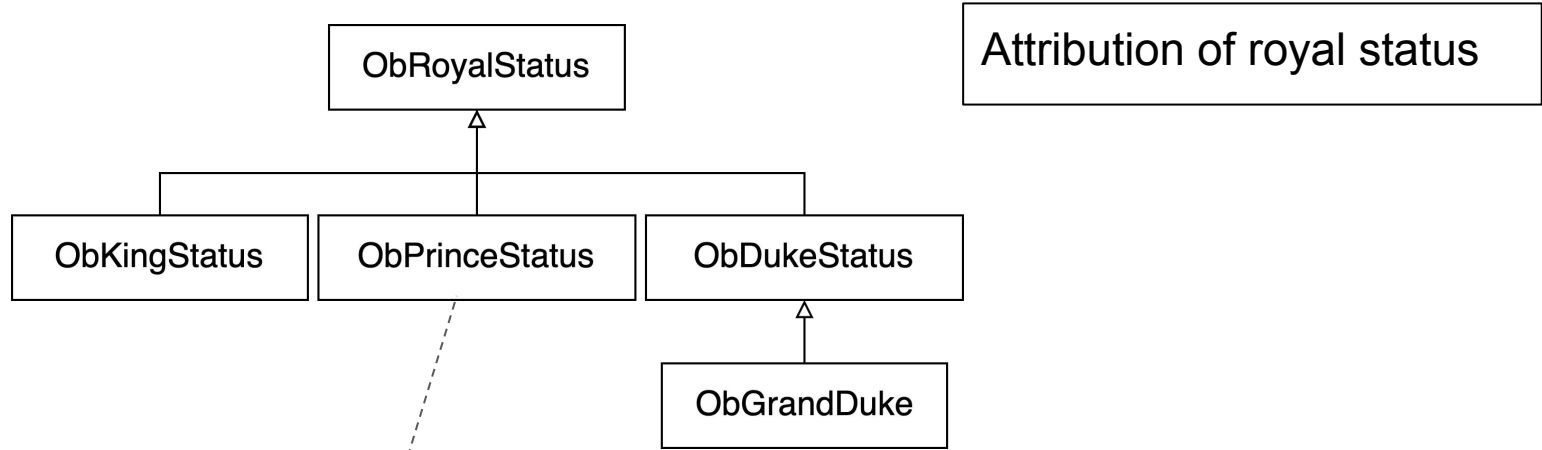 Attribution of royal status
ObRoyalStatus
ObKingStatus
ObPrinceStatus
ObDukeStatus
ObGrandDuke